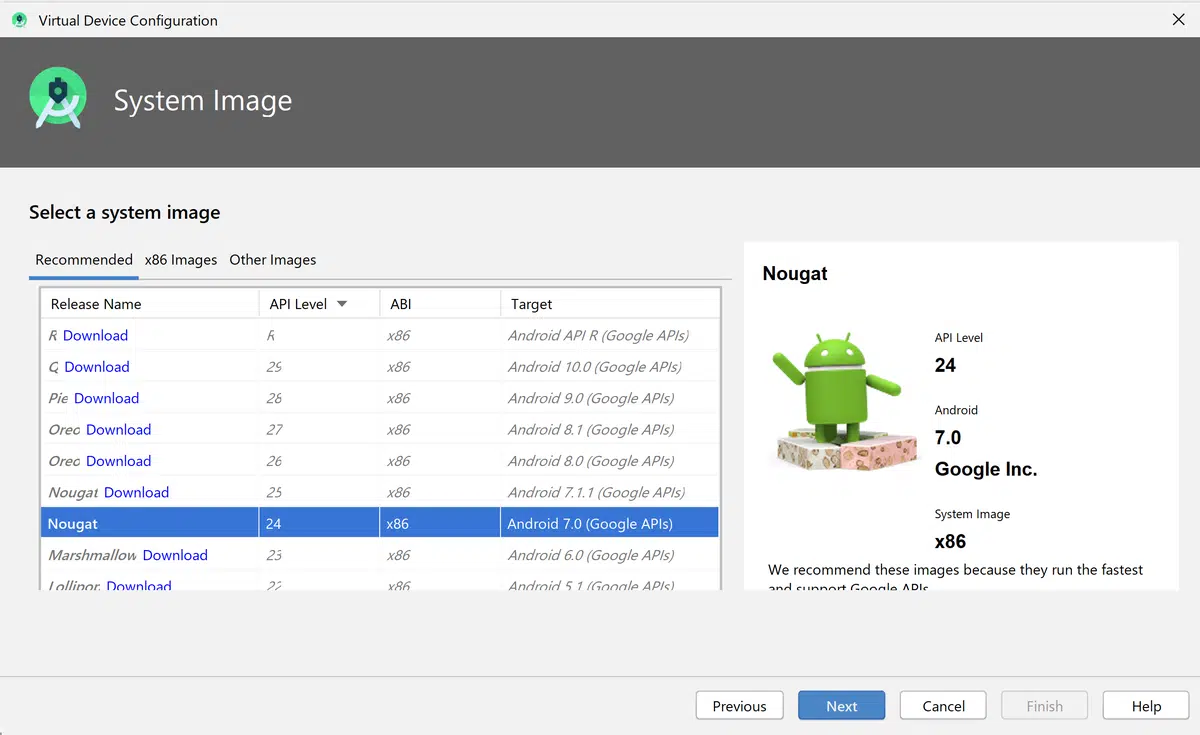 Virtual Device Configuration
System Image
Select a system image
Recommended x86 Images Other Images
Release Name API Level ABI Target
R Download R x86 Android API R (Google APIs)
Q Download 29 x86 Android 10.0 (Google APIs)
Pie Download 28 x86 Android 9.0 (Google APIs)
Oreo Download 27 x86 Android 8.1 (Google APIs)
Oreo Download 26 x86 Android 8.0 (Google APIs)
Nougat Download 25 x86 Android 7.1.1 (Google APIs)
Nougat 24 x86 Android 7.0 (Google APIs)
Marshmallow Download 23 x86 Android 6.0 (Google APIs)
Lollipop Download 22 x86 Android 5.1 (Google APIs)
Nougat
API Level
24
Android
7.0
Google Inc.
System Image
x86
We recommend these images because they run the fastest
and support Google APIs
Previous Next Cancel Finish Help